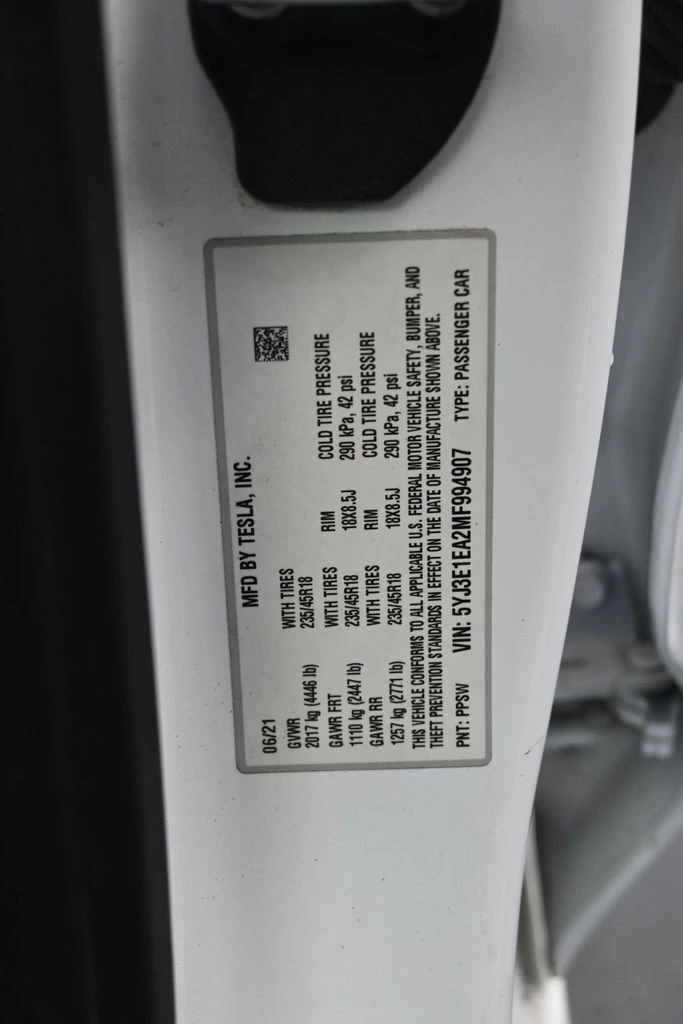 MFD BY TESLA, INC.
06/21
GVWR WITH TIRES
2017 kg (4446 lb) 235/45R18
GAWR FRT WITH TIRES RIM COLD TIRE PRESSURE
1110 kg (2447 lb) 235/45R18 18X8.5J 290 kPa, 42 psi
GAWR RR WITH TIRES RIM COLD TIRE PRESSURE
1257 kg (2771 lb) 235/45R18 18X8.5J 290 kPa, 42 psi
THIS VEHICLE CONFORMS TO ALL APPLICABLE U.S. FEDERAL MOTOR VEHICLE SAFETY, BUMPER, AND
THEFT PREVENTION STANDARDS IN EFFECT ON THE DATE OF MANUFACTURE SHOWN ABOVE.
PNT: PPSW VIN: 5YJ3E1EA2MF994907 TYPE: PASSENGER CAR